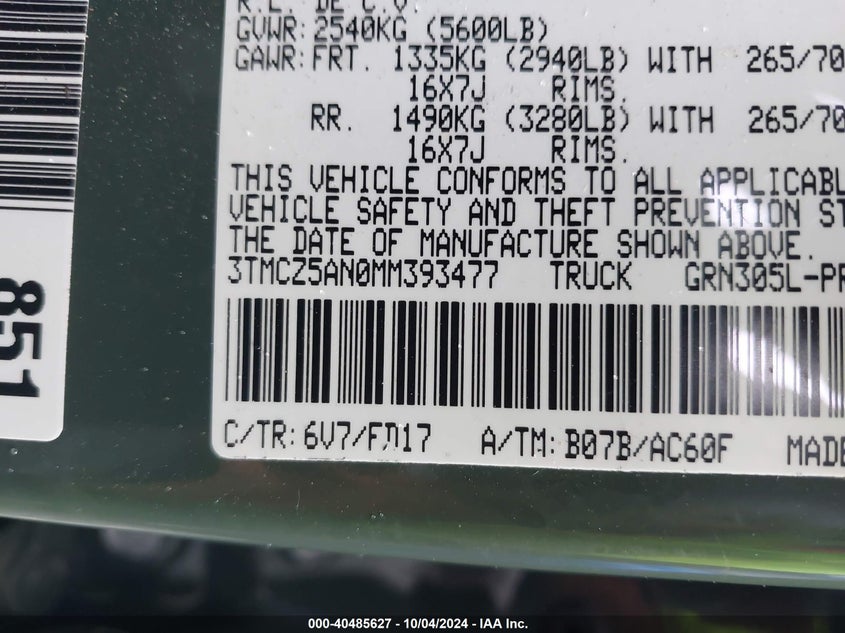 R.L. DE C.V.
GVWR: 2540KG (5600LB)
GAWR: FRT. 1335KG (2940LB) WITH 265/70
16X7J RIMS.
RR. 1490KG (3280LB) WITH 265/70
16X7J RIMS.
THIS VEHICLE CONFORMS TO ALL APPLICABL
VEHICLE SAFETY AND THEFT PREVENTION ST
THE DATE OF MANUFACTURE SHOWN ABOVE.
3TMCZ5AN0MM393477 TRUCK GRN305L-PR
C/TR: 6V7/FD17 A/TM: B07B/AC60F MADE
851
000-40485627 - 10/04/2024 - IAA Inc.